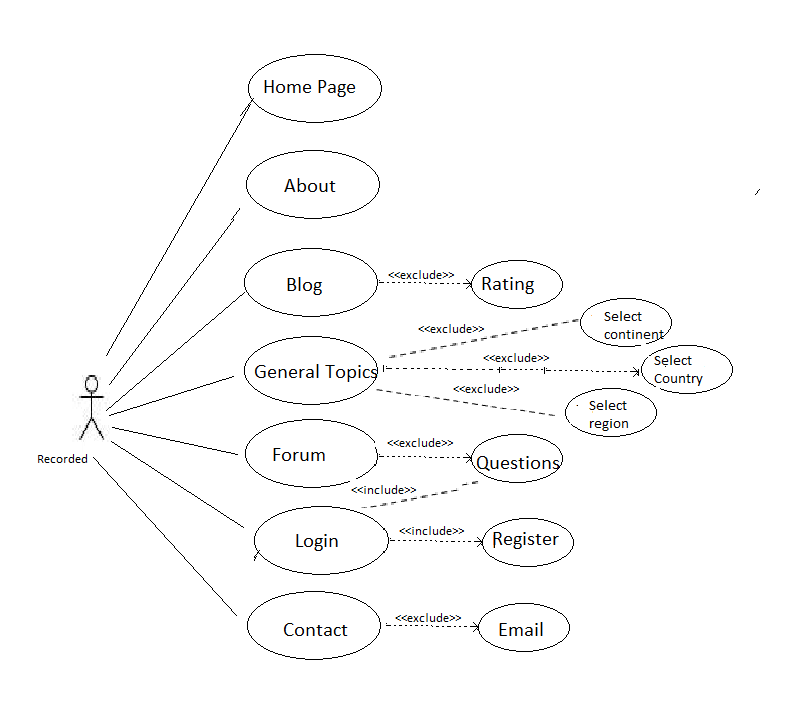 Home Page
About
Blog
<<exclude>>
Rating
<<exclude>>
Select
continent
General Topics
<<exclude>>
Select
Country
<<exclude>>
Select
region
Recorded
Forum
<<exclude>>
Questions
<<include>>
Login
<<include>>
Register
Contact
<<exclude>>
Email